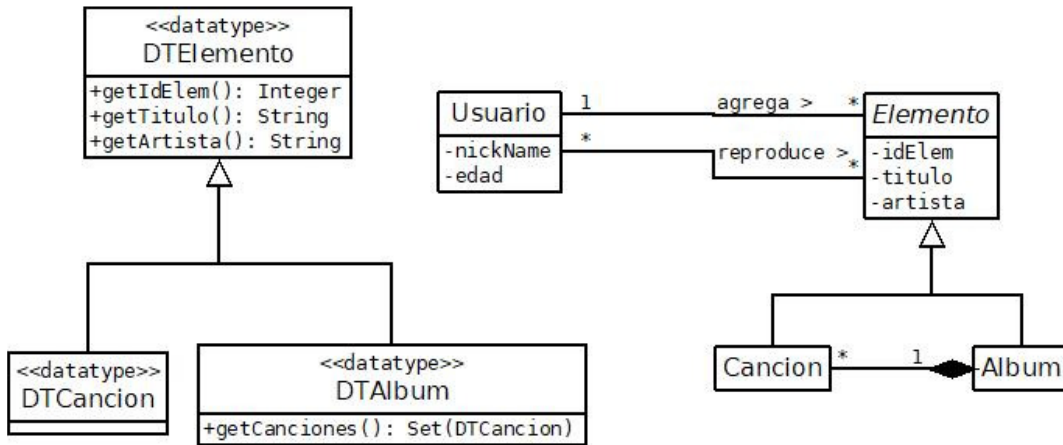 <<datatype>>
DTElemento
+getIdElem(): Integer
+getTitulo(): String
+getArtista(): String
<<datatype>>
DTCancion
<<datatype>>
DTAlbum
+getCanciones(): Set(DTCancion)
Usuario
-nickName
-edad
1 agrega > *
* reproduce > *
Elemento
-idElem
-titulo
-artista
Cancion
* 1
Album